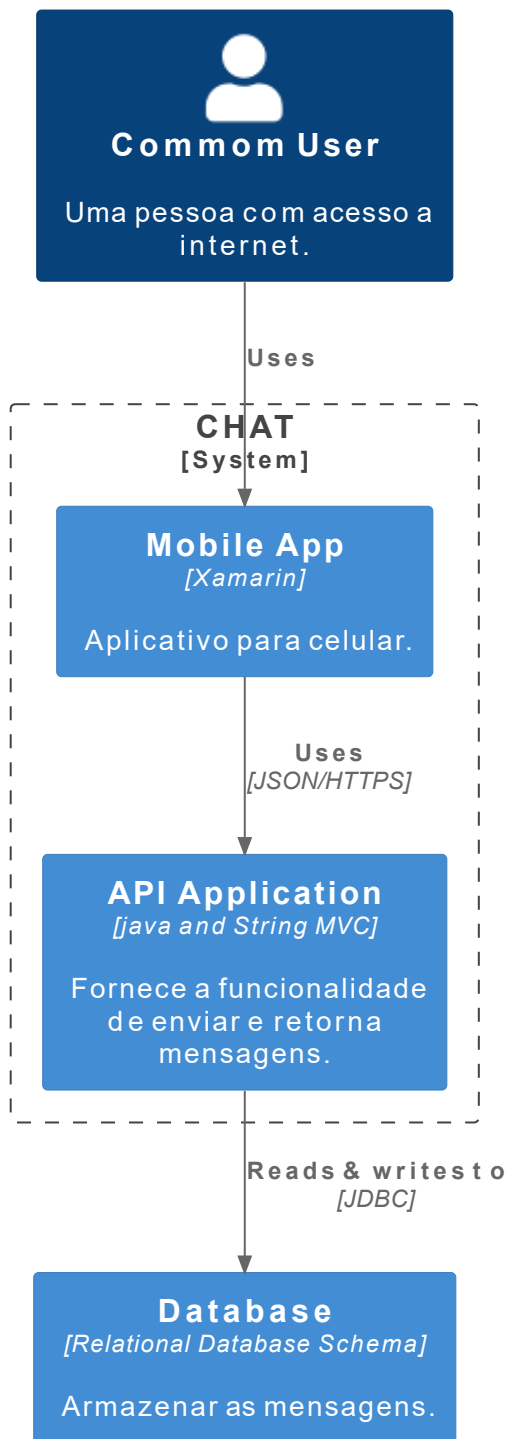 Commom User
Uma pessoa com acesso a
internet.
Uses
CHAT
[System]
Mobile App
[Xamarin]
Aplicativo para celular.
Uses
[JSON/HTTPS]
API Application
[java and String MVC]
Fornece a funcionalidade
de enviar e retorna
mensagens.
Reads & writes to
[JDBC]
Database
[Relational Database Schema]
Armazenar as mensagens.